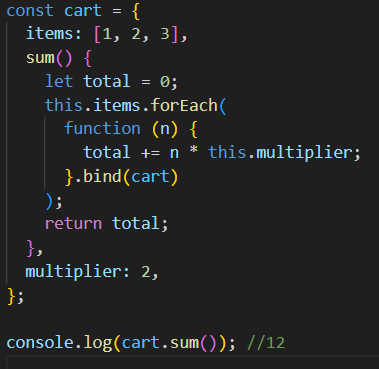 const cart = {
  items: [1, 2, 3],
  sum() {
    let total = 0;
    this.items.forEach(
      function (n) {
        total += n * this.multiplier;
      }.bind(cart)
    );
    return total;
  },
  multiplier: 2,
};

console.log(cart.sum()); //12